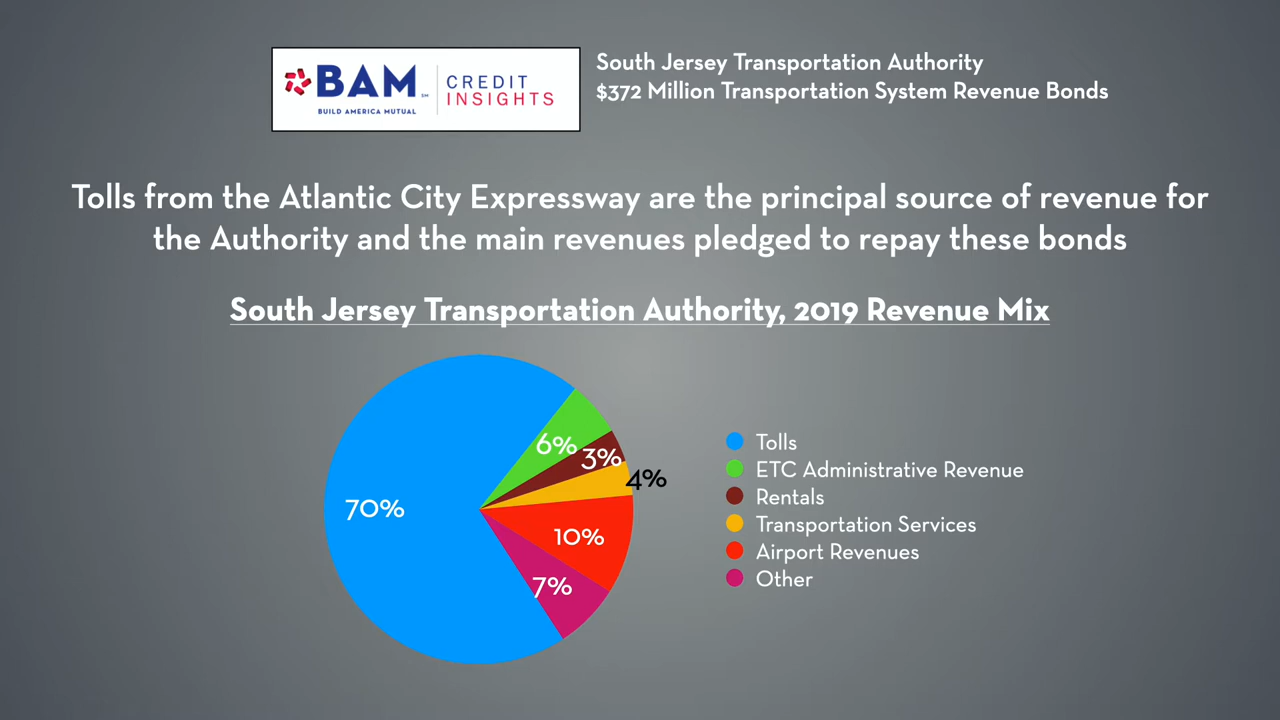 BAM SM
BUILD AMERICA MUTUAL
CREDIT
INSIGHTS
South Jersey Transportation Authority
$372 Million Transportation System Revenue Bonds
Tolls from the Atlantic City Expressway are the principal source of revenue for
the Authority and the main revenues pledged to repay these bonds
South Jersey Transportation Authority, 2019 Revenue Mix
6%
3%
4%
70%
10%
7%
Tolls
ETC Administrative Revenue
Rentals
Transportation Services
Airport Revenues
Other